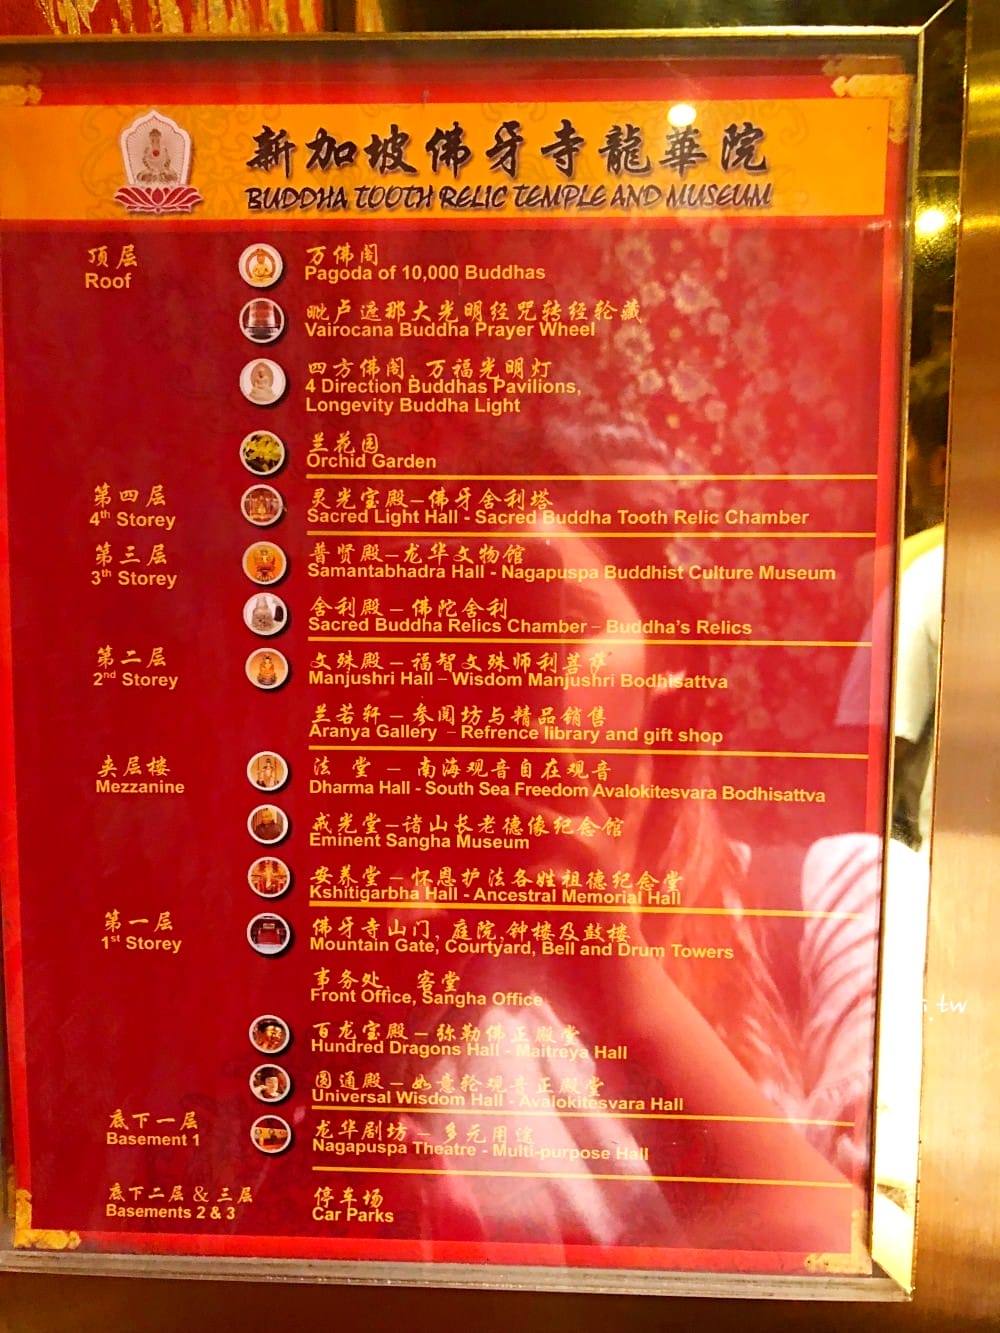 新加坡佛牙寺龍華院
BUDDHA TOOTH RELIC TEMPLE AND MUSEUM
顶层
Roof
万佛阁
Pagoda of 10,000 Buddhas
毗卢遮那大光明经咒转经轮藏
Vairocana Buddha Prayer Wheel
四方佛阁、万福光明灯
4 Direction Buddhas Pavilions,
Longevity Buddha Light
兰花园
Orchid Garden
第四层
4th Storey
灵光宝殿–佛牙舍利塔
Sacred Light Hall - Sacred Buddha Tooth Relic Chamber
第三层
3th Storey
普贤殿–龙华文物馆
Samantabhadra Hall - Nagapuspa Buddhist Culture Museum
舍利殿 – 佛陀舍利
Sacred Buddha Relics Chamber – Buddha's Relics
第二层
2nd Storey
文殊殿 – 福智文殊师利菩萨
Manjushri Hall – Wisdom Manjushri Bodhisattva
兰若轩 – 参阅坊与精品销售
Aranya Gallery – Refrence library and gift shop
夹层楼
Mezzanine
法 堂 – 南海观音自在观音
Dharma Hall - South Sea Freedom Avalokitesvara Bodhisattva
戒光堂–诸山长老德像纪念馆
Eminent Sangha Museum
安养堂 – 怀恩护法各姓祖德纪念堂
Kshitigarbha Hall - Ancestral Memorial Hall
第一层
1st Storey
佛牙寺山门, 庭院,钟楼及鼓楼
Mountain Gate, Courtyard, Bell and Drum Towers
事务处、客堂
Front Office, Sangha Office
百龙宝殿 – 弥勒佛正殿堂
Hundred Dragons Hall - Maitreya Hall
圆通殿 – 如意轮观音正殿堂
Universal Wisdom Hall - Avalokitesvara Hall
底下一层
Basement 1
龙华剧坊 – 多元用途
Nagapuspa Theatre - Multi-purpose Hall
底下二层 & 三层
Basements 2 & 3
停车场
Car Parks